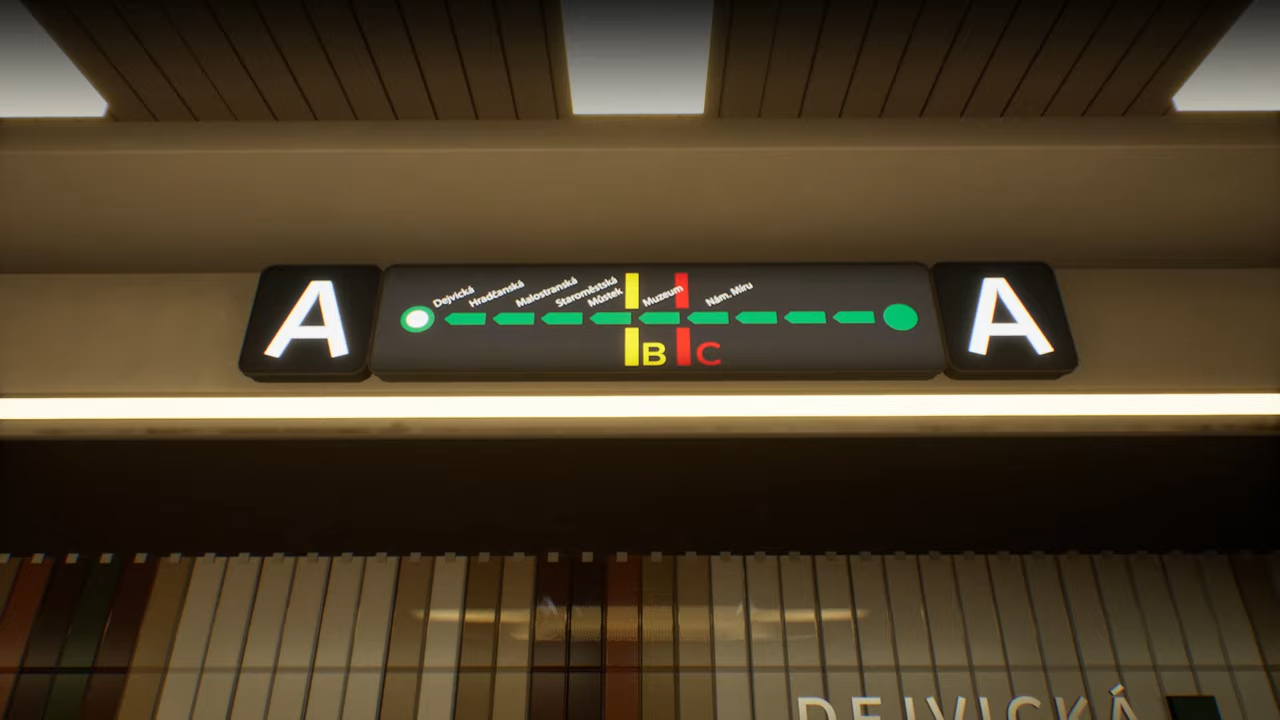 A
Dejvická
Hradčanská
Malostranská
Staroměstská
Můstek
Muzeum
Nám. Míru
B
C
A
DEJVICKÁ